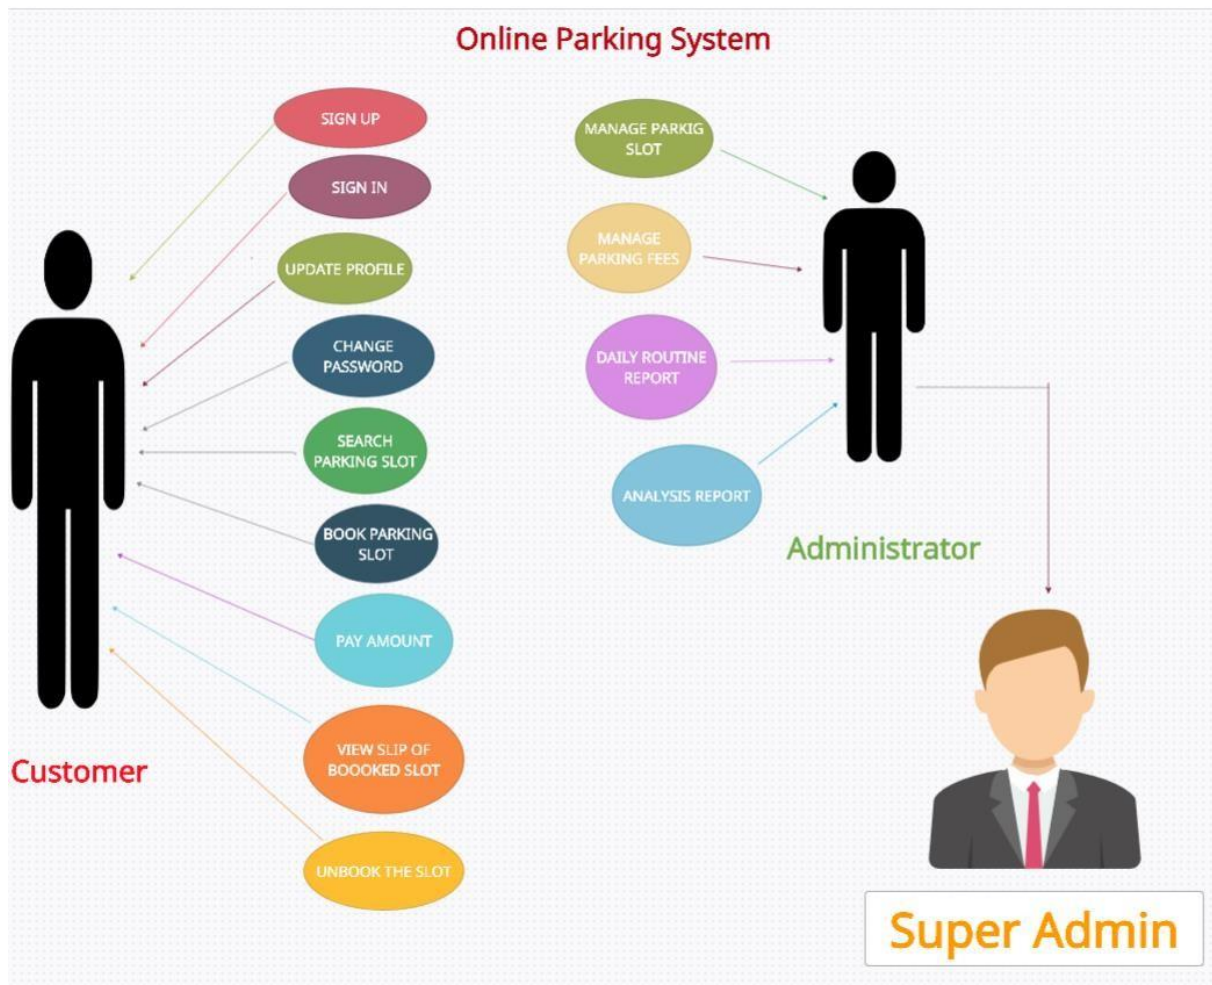 Online Parking System
SIGN UP
SIGN IN
UPDATE PROFILE
CHANGE
PASSWORD
SEARCH
PARKING SLOT
BOOK PARKING
SLOT
PAY AMOUNT
VIEW SLIP OF
BOOOKED SLOT
UNBOOK THE SLOT
Customer
MANAGE PARKIG
SLOT
MANAGE
PARKING FEES
DAILY ROUTINE
REPORT
ANALYSIS REPORT
Administrator
Super Admin